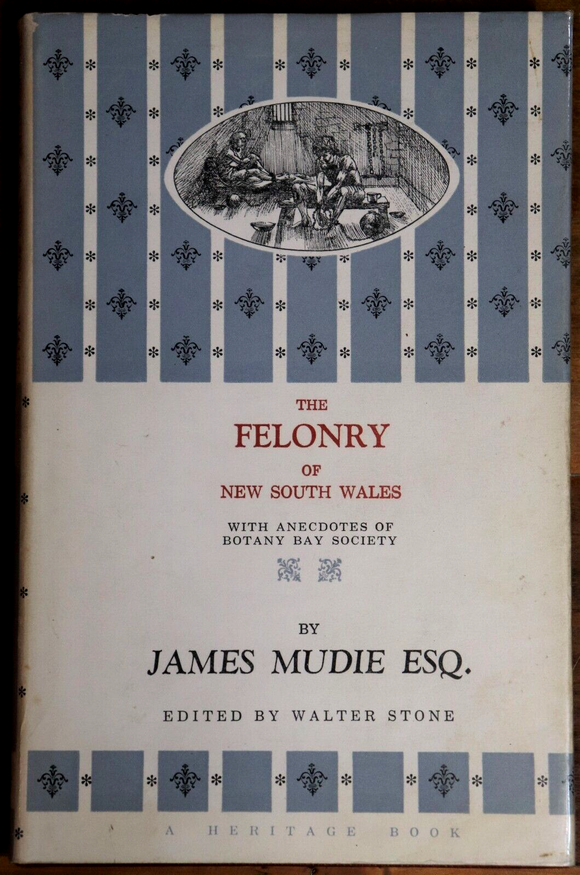 THE
FELONRY
OF
NEW SOUTH WALES
WITH ANECDOTES OF
BOTANY BAY SOCIETY
BY
JAMES MUDIE ESQ.
EDITED BY WALTER STONE
A HERITAGE BOOK